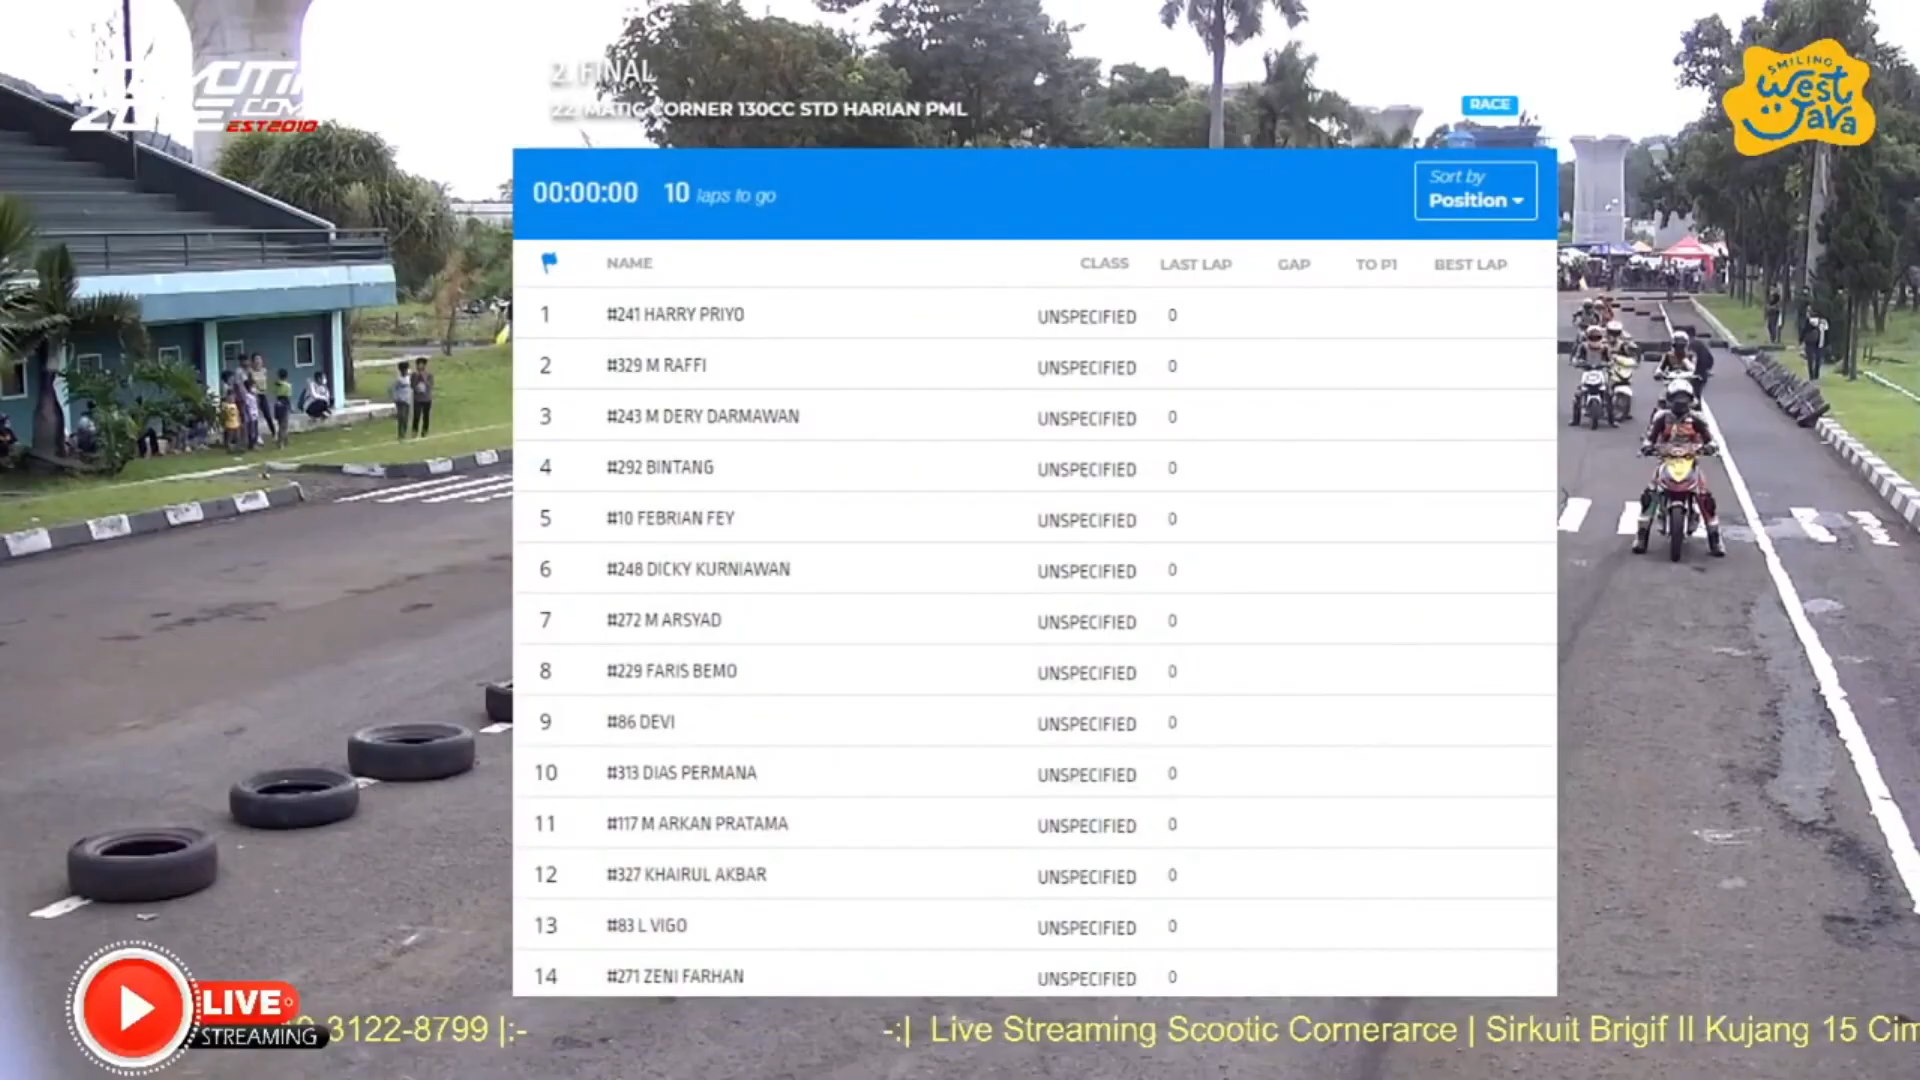 .COM
EST2010
2. FINAL
22. MATIC CORNER 130CC STD HARIAN PML
RACE
SMILING
West
Java
00:00:00 10 laps to go
Sort by
Position
NAME CLASS LAST LAP GAP TO P1 BEST LAP
1 #241 HARRY PRIYO UNSPECIFIED 0
2 #329 M RAFFI UNSPECIFIED 0
3 #243 M DERY DARMAWAN UNSPECIFIED 0
4 #292 BINTANG UNSPECIFIED 0
5 #10 FEBRIAN FEY UNSPECIFIED 0
6 #248 DICKY KURNIAWAN UNSPECIFIED 0
7 #272 M ARSYAD UNSPECIFIED 0
8 #229 FARIS BEMO UNSPECIFIED 0
9 #86 DEVI UNSPECIFIED 0
10 #313 DIAS PERMANA UNSPECIFIED 0
11 #117 M ARKAN PRATAMA UNSPECIFIED 0
12 #327 KHAIRUL AKBAR UNSPECIFIED 0
13 #83 L VIGO UNSPECIFIED 0
14 #271 ZENI FARHAN UNSPECIFIED 0
LIVE
STREAMING
3122-8799 |:-
-:| Live Streaming Scootic Cornerarce | Sirkuit Brigif II Kujang 15 Cim